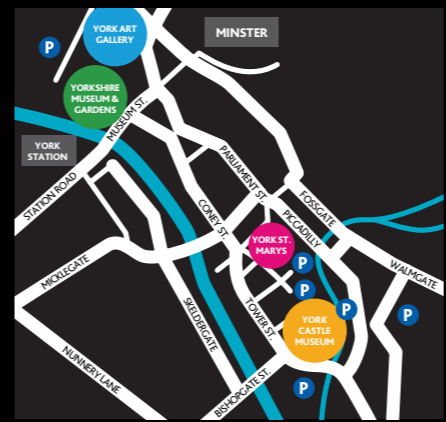 YORK ART
GALLERY
MINSTER
P
YORKSHIRE
MUSEUM &
GARDENS
MUSEUM ST.
YORK
STATION
STATION ROAD
PARLIAMENT ST.
FOSSGATE
CONEY ST.
PICCADILLY
YORK ST.
MARYS
WALMGATE
P
MICKLEGATE
P
SKELDERGATE
TOWER ST.
P
YORK
CASTLE
MUSEUM
P
NUNNERY LANE
BISHOPGATE ST.
P